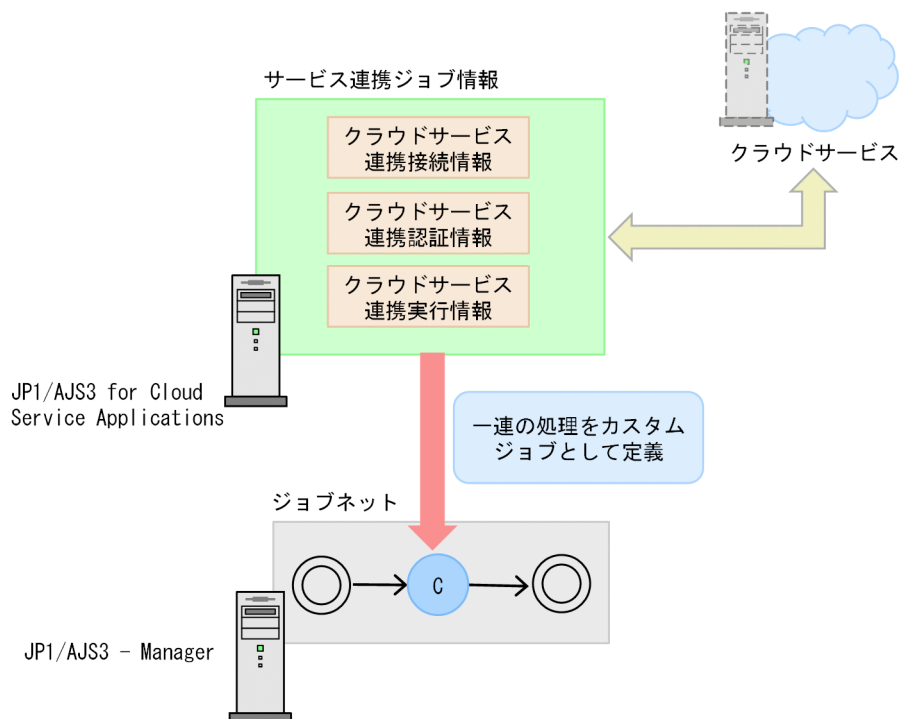 サービス連携ジョブ情報
クラウドサービス
連携接続情報
クラウドサービス
連携認証情報
クラウドサービス
連携実行情報
クラウドサービス
JP1/AJS3 for Cloud
Service Applications
一連の処理をカスタム
ジョブとして定義
ジョブネット
C
JP1/AJS3 - Manager